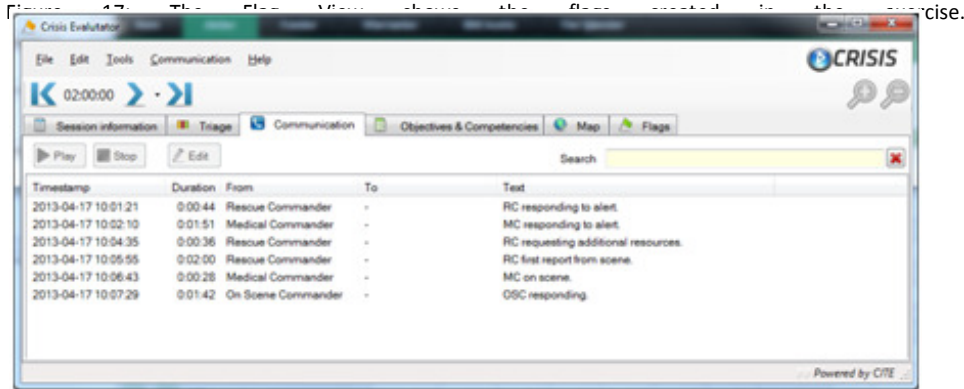 Figure 17: The Flag View shows the flags created in the exercise.
Crisis Evalutator
File Edit Tools Communication Help
CRISIS
02:00:00
Session information Triage Communication Objectives & Competencies Map Flags
Play Stop Edit Search
Timestamp Duration From To Text
2013-04-17 10:01:21 0:00:44 Rescue Commander - RC responding to alert.
2013-04-17 10:02:10 0:01:51 Medical Commander - MC responding to alert.
2013-04-17 10:04:35 0:00:36 Rescue Commander - RC requesting additional resources.
2013-04-17 10:05:55 0:02:00 Rescue Commander - RC first report from scene.
2013-04-17 10:06:43 0:00:28 Medical Commander - MC on scene.
2013-04-17 10:07:29 0:01:42 On Scene Commander - OSC responding.
Powered by CITE